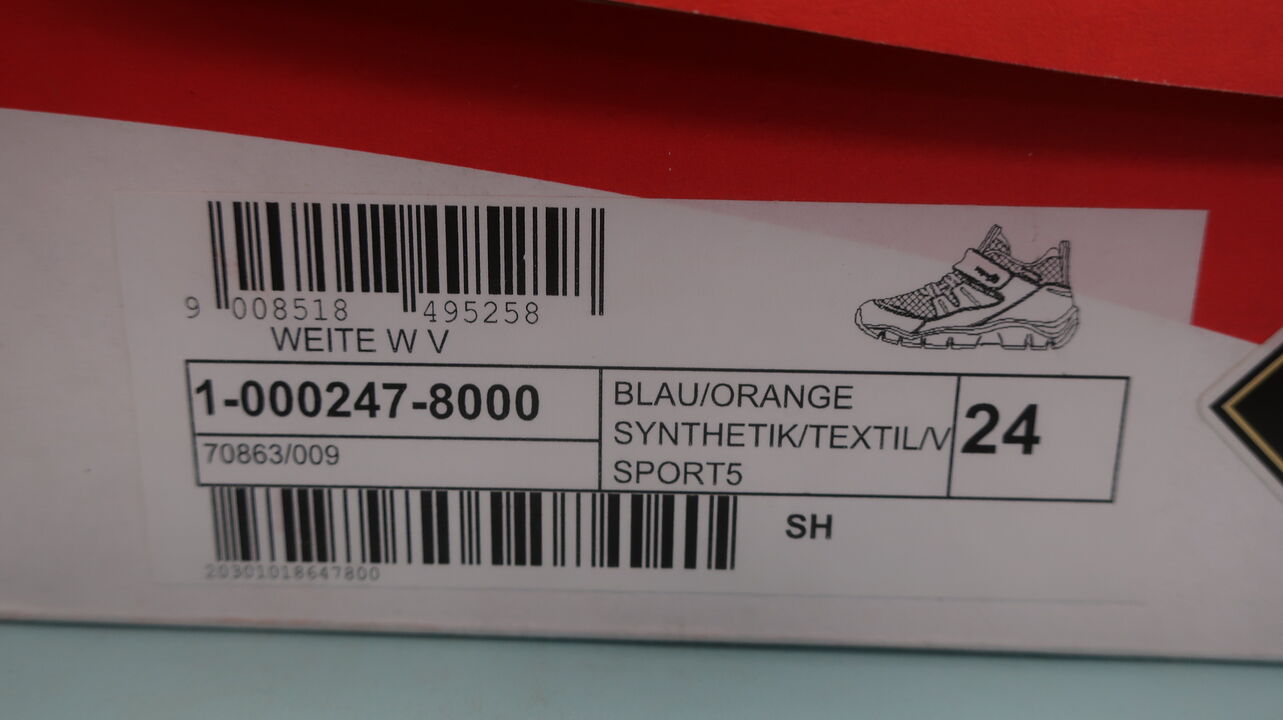 9 008518 495258
WEITE W V
1-000247-8000
70863/009
BLAU/ORANGE
SYNTHETIK/TEXTIL/V
SPORT5
24
SH
20301018647800